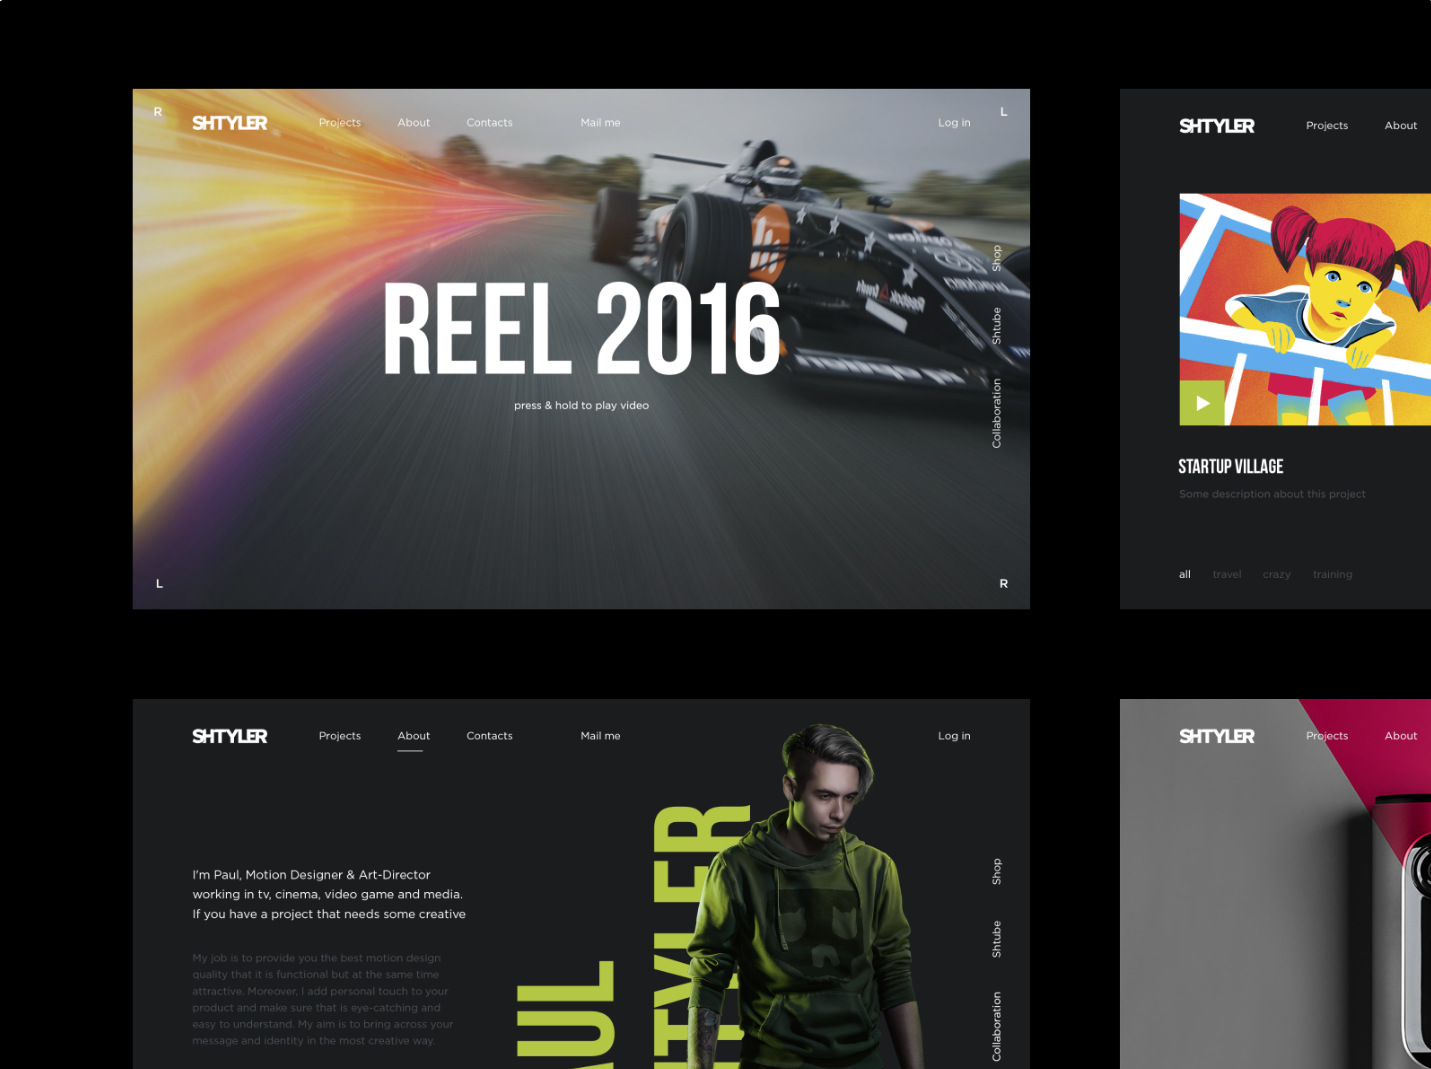 R
L
SHTYLER
Projects
About
Contacts
Mail me
Log in
REEL 2016
press & hold to play video
Shop
Shtube
Collaboration
L
R
SHTYLER
Projects
About
STARTUP VILLAGE
Some description about this project
all
travel
crazy
training
SHTYLER
Projects
About
Contacts
Mail me
Log in
I'm Paul, Motion Designer & Art-Director
working in tv, cinema, video game and media.
If you have a project that needs some creative
My job is to provide you the best motion design
quality that it is functional but at the same time
attractive. Moreover, I add personal touch to your
product and make sure that is eye-catching and
easy to understand. My aim is to bring across your
message and identity in the most creative way.
Shop
Shtube
Collaboration
SHTYLER
Projects
About